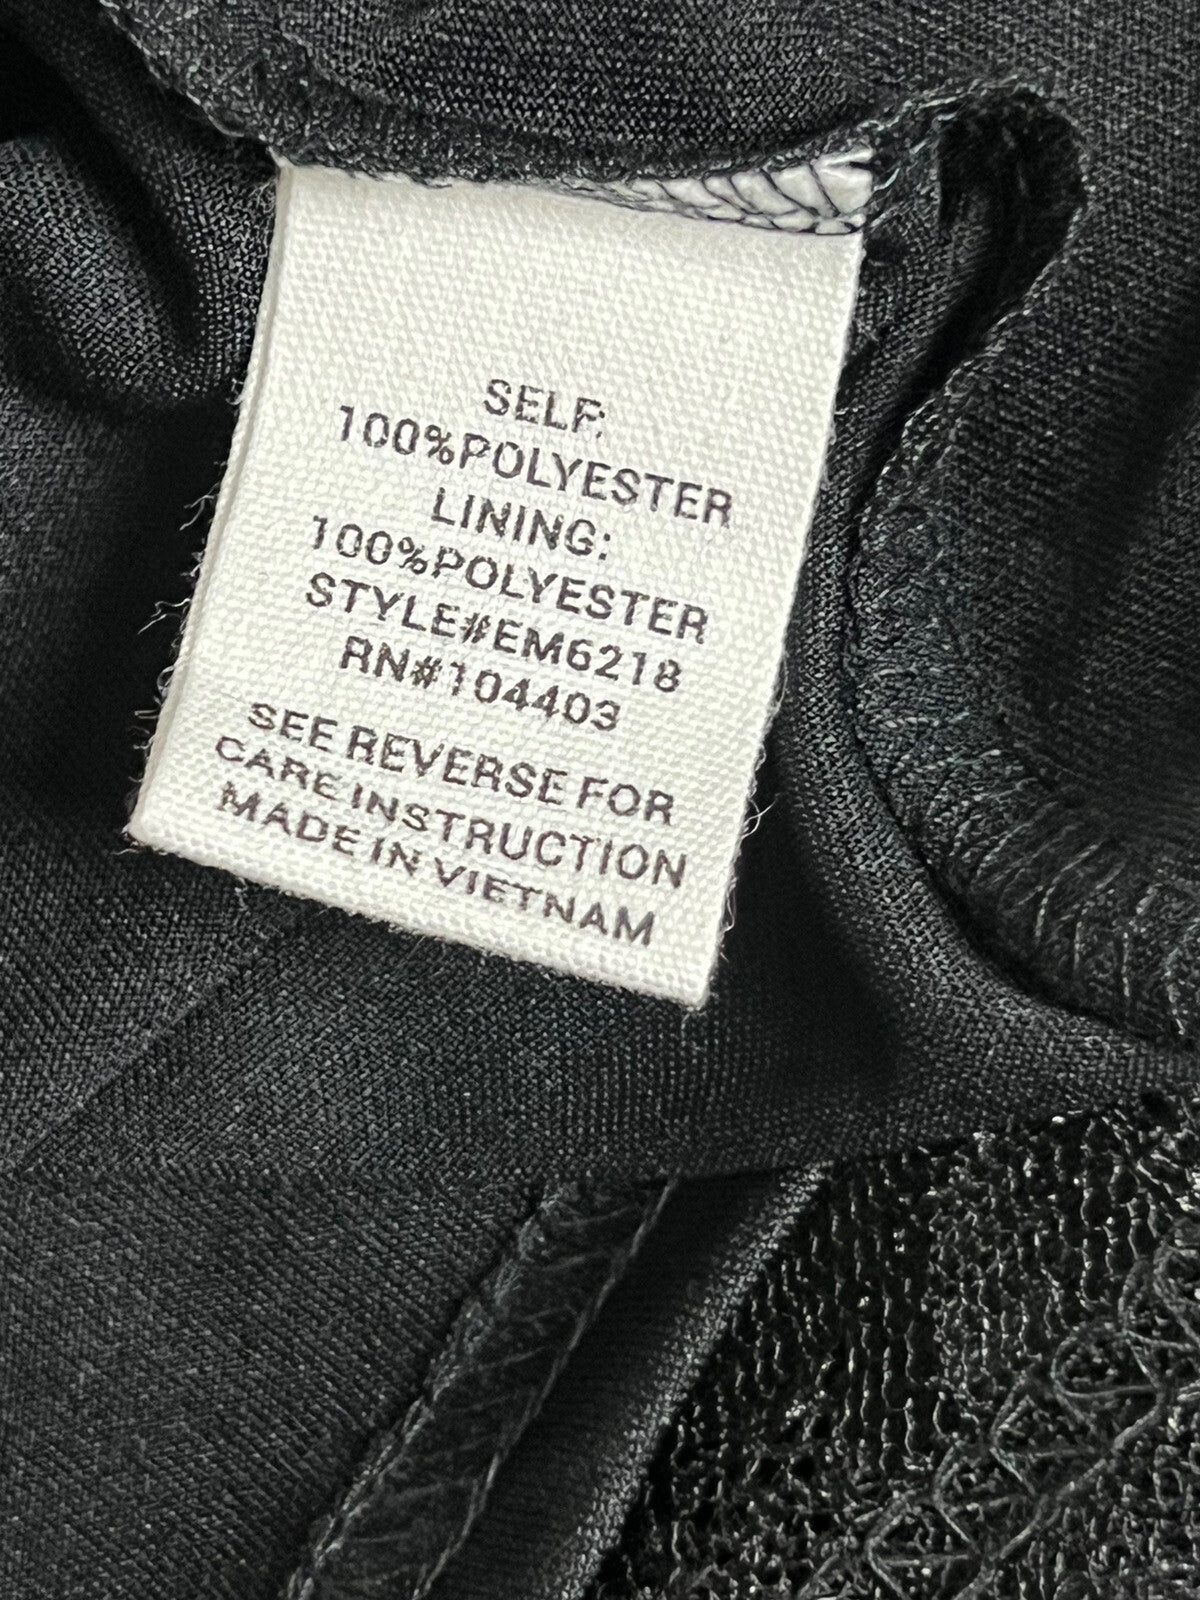 SELF:
100%POLYESTER
LINING:
100%POLYESTER
STYLE#EM6218
RN#104403
SEE REVERSE FOR
CARE INSTRUCTION
MADE IN VIETNAM